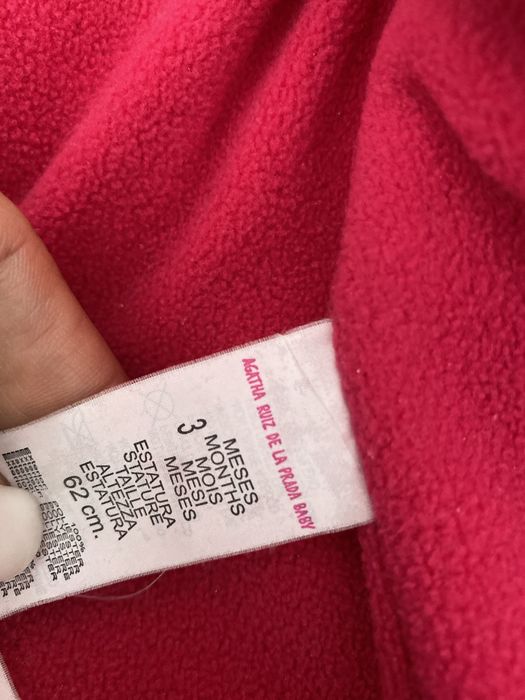 AGATHA RUIZ DE LA PRADA BABY
MESES
MONTHS
3 MOIS
MESI
MESES
ESTATURA
STATURE
TAILLE
ALTEZZA
ESTATURA
62 cm.
100%